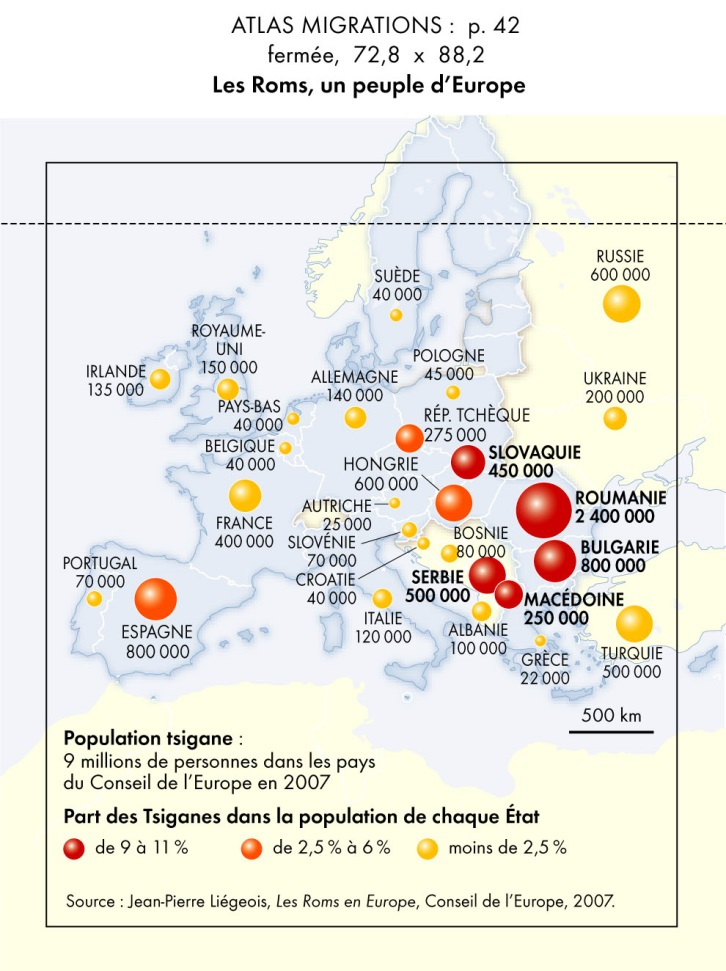 ATLAS MIGRATIONS : p. 42
fermée, 72,8 x 88,2
Les Roms, un peuple d'Europe
RUSSIE
600 000
SUÈDE
40 000
ROYAUME-
UNI
150 000
IRLANDE
135 000
POLOGNE
45 000
ALLEMAGNE
140 000
UKRAINE
200 000
PAYS-BAS
40 000
RÉP. TCHÈQUE
275 000
BELGIQUE
40 000
SLOVAQUIE
450 000
HONGRIE
600 000
ROUMANIE
2 400 000
AUTRICHE
25 000
FRANCE
400 000
SLOVÉNIE
70 000
BOSNIE
80 000
BULGARIE
800 000
PORTUGAL
70 000
CROATIE
40 000
SERBIE
500 000
MACÉDOINE
250 000
ESPAGNE
800 000
ITALIE
120 000
ALBANIE
100 000
GRÈCE
22 000
TURQUIE
500 000
500 km
Population tsigane :
9 millions de personnes dans les pays
du Conseil de l'Europe en 2007
Part des Tsiganes dans la population de chaque État
de 9 à 11 % de 2,5 % à 6 % moins de 2,5 %
Source : Jean-Pierre Liégeois, Les Roms en Europe, Conseil de l'Europe, 2007.